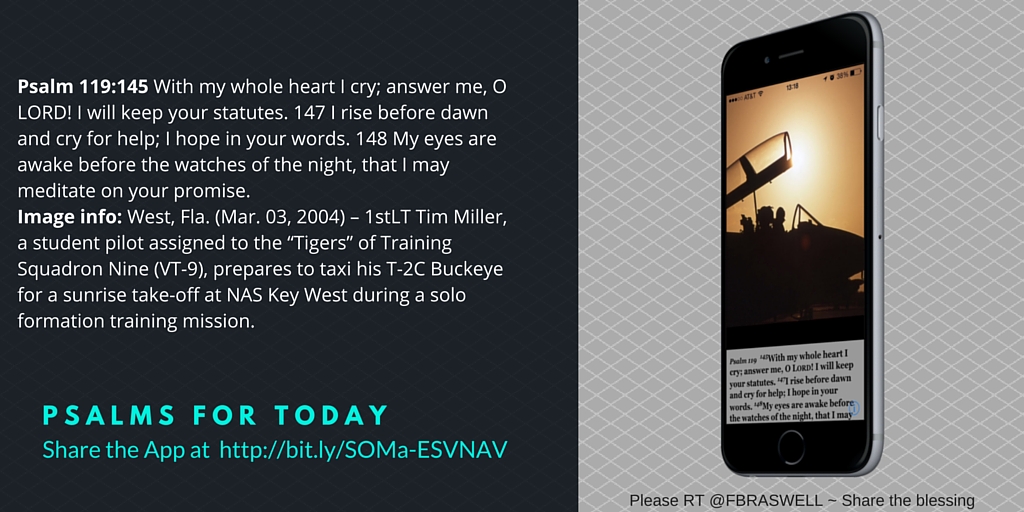 Psalm 119:145 With my whole heart I cry; answer me, O
LORD! I will keep your statutes. 147 I rise before dawn
and cry for help; I hope in your words. 148 My eyes are
awake before the watches of the night, that I may
meditate on your promise.
Image info: West, Fla. (Mar. 03, 2004) – 1stLT Tim Miller,
a student pilot assigned to the “Tigers” of Training
Squadron Nine (VT-9), prepares to taxi his T-2C Buckeye
for a sunrise take-off at NAS Key West during a solo
formation training mission.
PSALMS FOR TODAY
Share the App at http://bit.ly/SOMa-ESVNAV
AT&T 13:18 38%
Psalm 119 145With my whole heart I
cry; answer me, O LORD! I will keep
your statutes. 147I rise before dawn
and cry for help; I hope in your
words. 148My eyes are awake before
the watches of the night, that I may
Please RT @FBRASWELL ~ Share the blessing